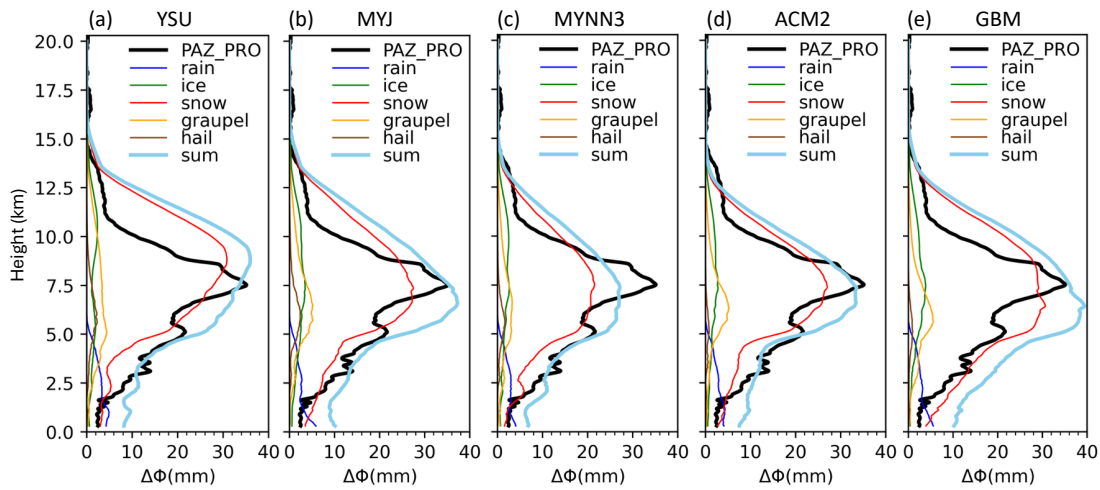 (a) YSU
(b) MYJ
(c) MYNN3
(d) ACM2
(e) GBM
Height (km)
20.0
17.5
15.0
12.5
10.0
7.5
5.0
2.5
0.0
PAZ_PRO
rain
ice
snow
graupel
hail
sum
0 10 20 30 40
ΔΦ(mm)
PAZ_PRO
rain
ice
snow
graupel
hail
sum
0 10 20 30 40
ΔΦ(mm)
PAZ_PRO
rain
ice
snow
graupel
hail
sum
0 10 20 30 40
ΔΦ(mm)
PAZ_PRO
rain
ice
snow
graupel
hail
sum
0 10 20 30 40
ΔΦ(mm)
PAZ_PRO
rain
ice
snow
graupel
hail
sum
0 10 20 30 40
ΔΦ(mm)